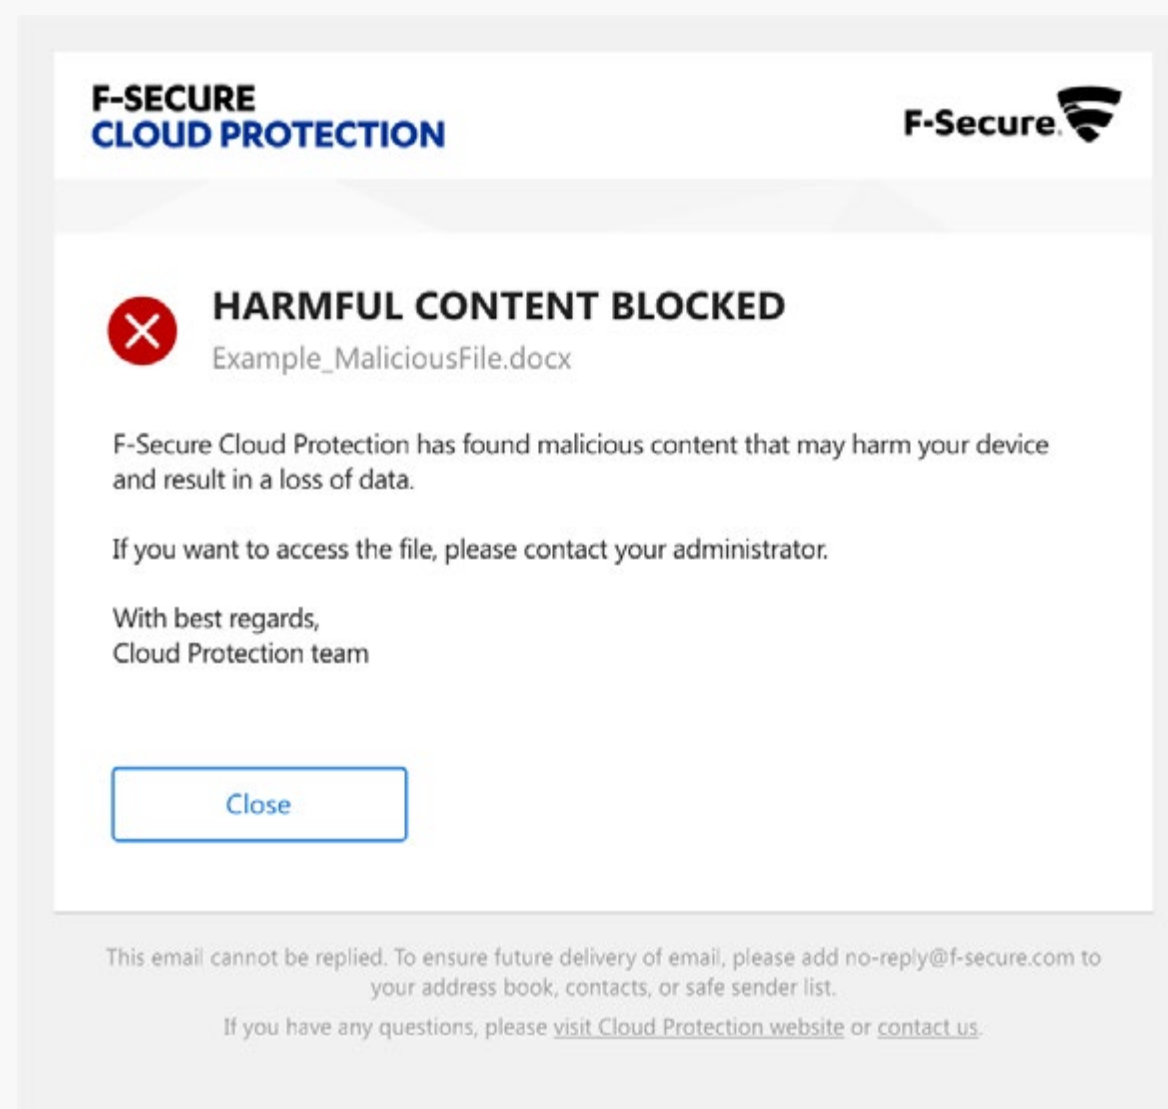 F-SECURE
CLOUD PROTECTION
F-Secure.
HARMFUL CONTENT BLOCKED
Example_MaliciousFile.docx
F-Secure Cloud Protection has found malicious content that may harm your device
and result in a loss of data.
If you want to access the file, please contact your administrator.
With best regards,
Cloud Protection team
Close
This email cannot be replied. To ensure future delivery of email, please add no-reply@f-secure.com to
your address book, contacts, or safe sender list.
If you have any questions, please visit Cloud Protection website or contact us.